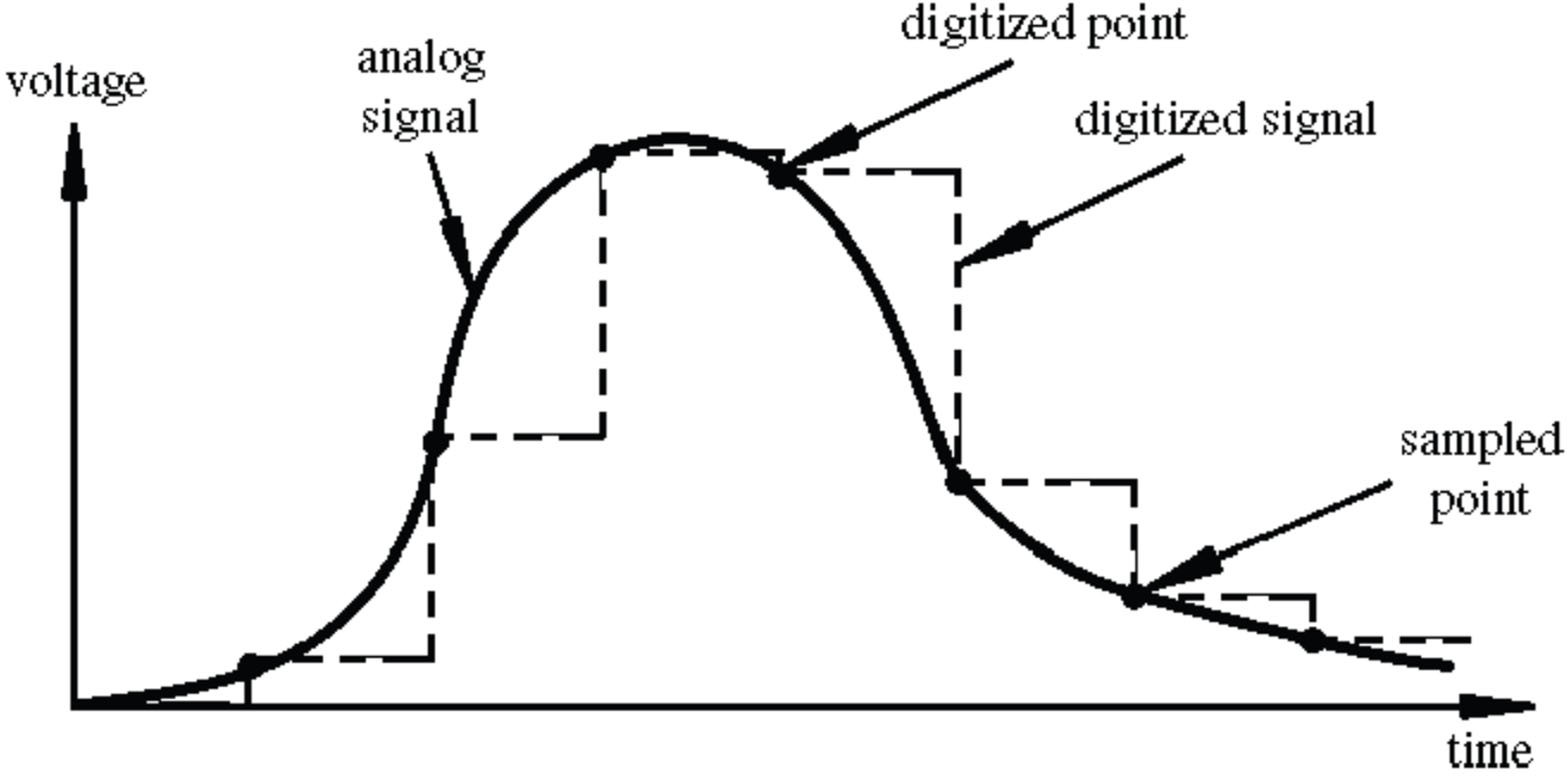 voltage
analog
signal
digitized point
digitized signal
sampled
point
time